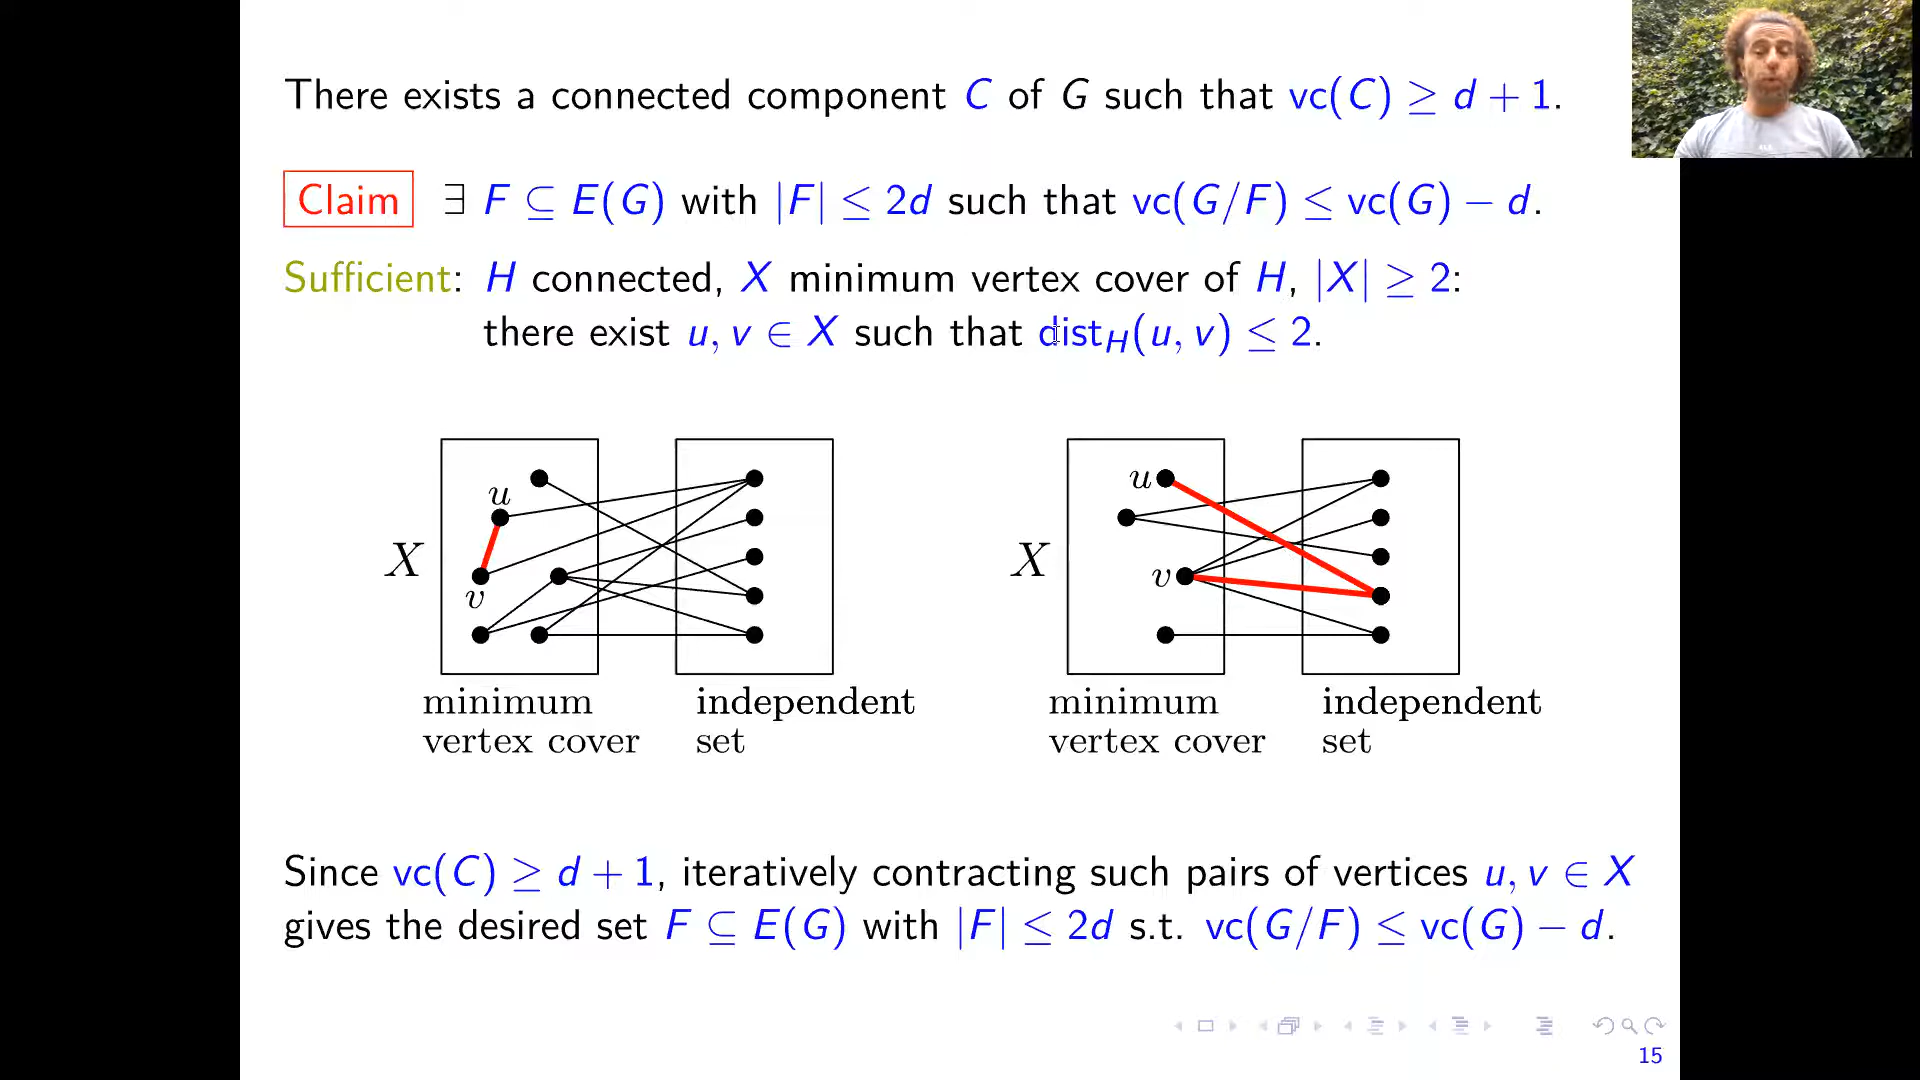 There exists a connected component C of G such that vc(C) ≥ d + 1.
Claim ∃ F ⊆ E(G) with |F| ≤ 2d such that vc(G/F) ≤ vc(G) − d.
Sufficient: H connected, X minimum vertex cover of H, |X| ≥ 2:
there exist u, v ∈ X such that dist_H(u, v) ≤ 2.
u
v
X
minimum
vertex cover
independent
set
u
v
X
minimum
vertex cover
independent
set
Since vc(C) ≥ d + 1, iteratively contracting such pairs of vertices u, v ∈ X
gives the desired set F ⊆ E(G) with |F| ≤ 2d s.t. vc(G/F) ≤ vc(G) − d.
15